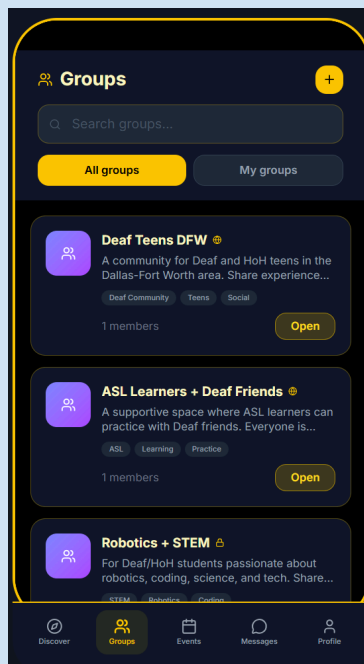 Groups
+
Search groups...
All groups
My groups
Deaf Teens DFW
A community for Deaf and HoH teens in the
Dallas-Fort Worth area. Share experience...
Deaf Community
Teens
Social
1 members
Open
ASL Learners + Deaf Friends
A supportive space where ASL learners can
practice with Deaf friends. Everyone is...
ASL
Learning
Practice
1 members
Open
Robotics + STEM
For Deaf/HoH students passionate about
robotics, coding, science, and tech. Share...
STEM
Robotics
Coding
Discover
Groups
Events
Messages
Profile